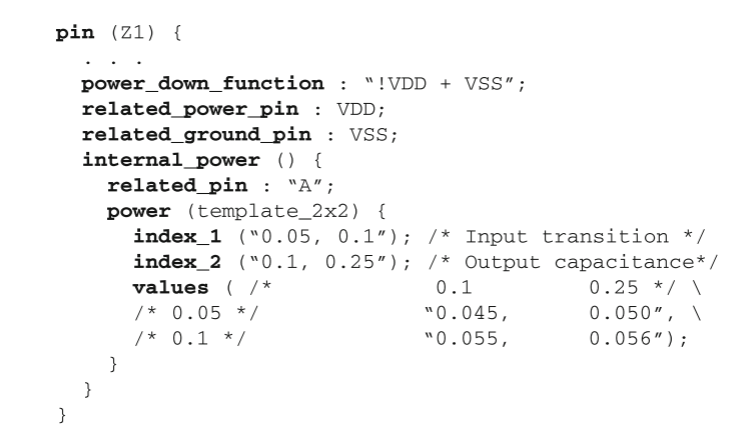 pin (Z1) {
. . .
power_down_function : “!VDD + VSS”;
related_power_pin : VDD;
related_ground_pin : VSS;
internal_power () {
related_pin : “A”;
power (template_2x2) {
index_1 (“0.05, 0.1”); /* Input transition */
index_2 (“0.1, 0.25”); /* Output capacitance*/
values ( /* 0.1 0.25 */ \
/* 0.05 */ “0.045, 0.050”, \
/* 0.1 */ “0.055, 0.056”);
}
}
}